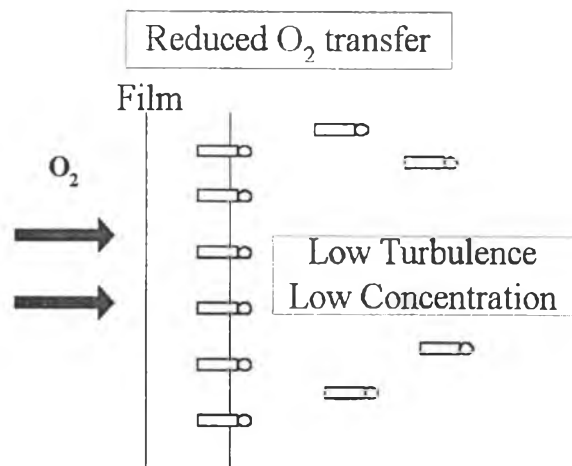 Reduced O₂ transfer
Film
O₂
Low Turbulence
Low Concentration